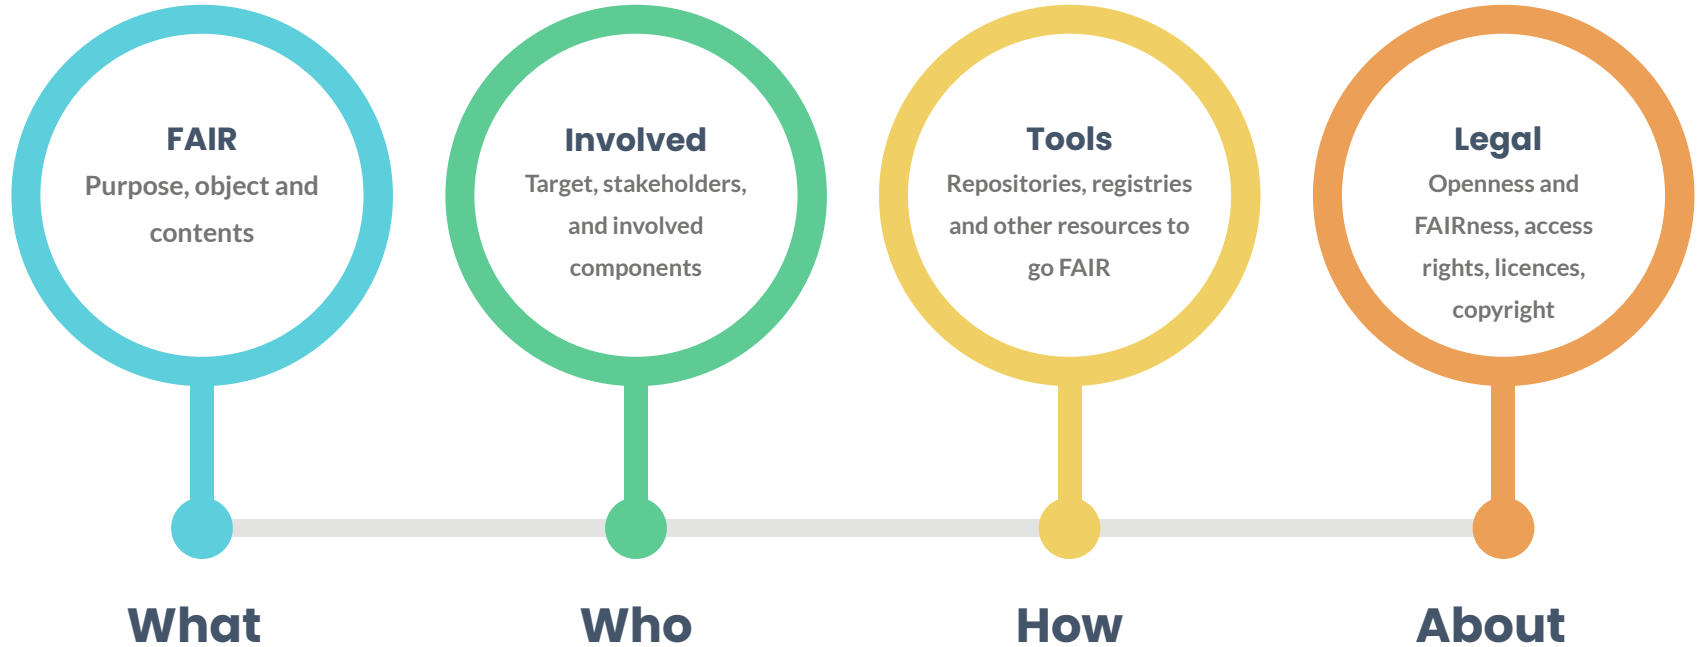 FAIR
Purpose, object and
contents
Involved
Target, stakeholders,
and involved
components
Tools
Repositories, registries
and other resources to
go FAIR
Legal
Openness and
FAIRness, access
rights, licences,
copyright
What
Who
How
About